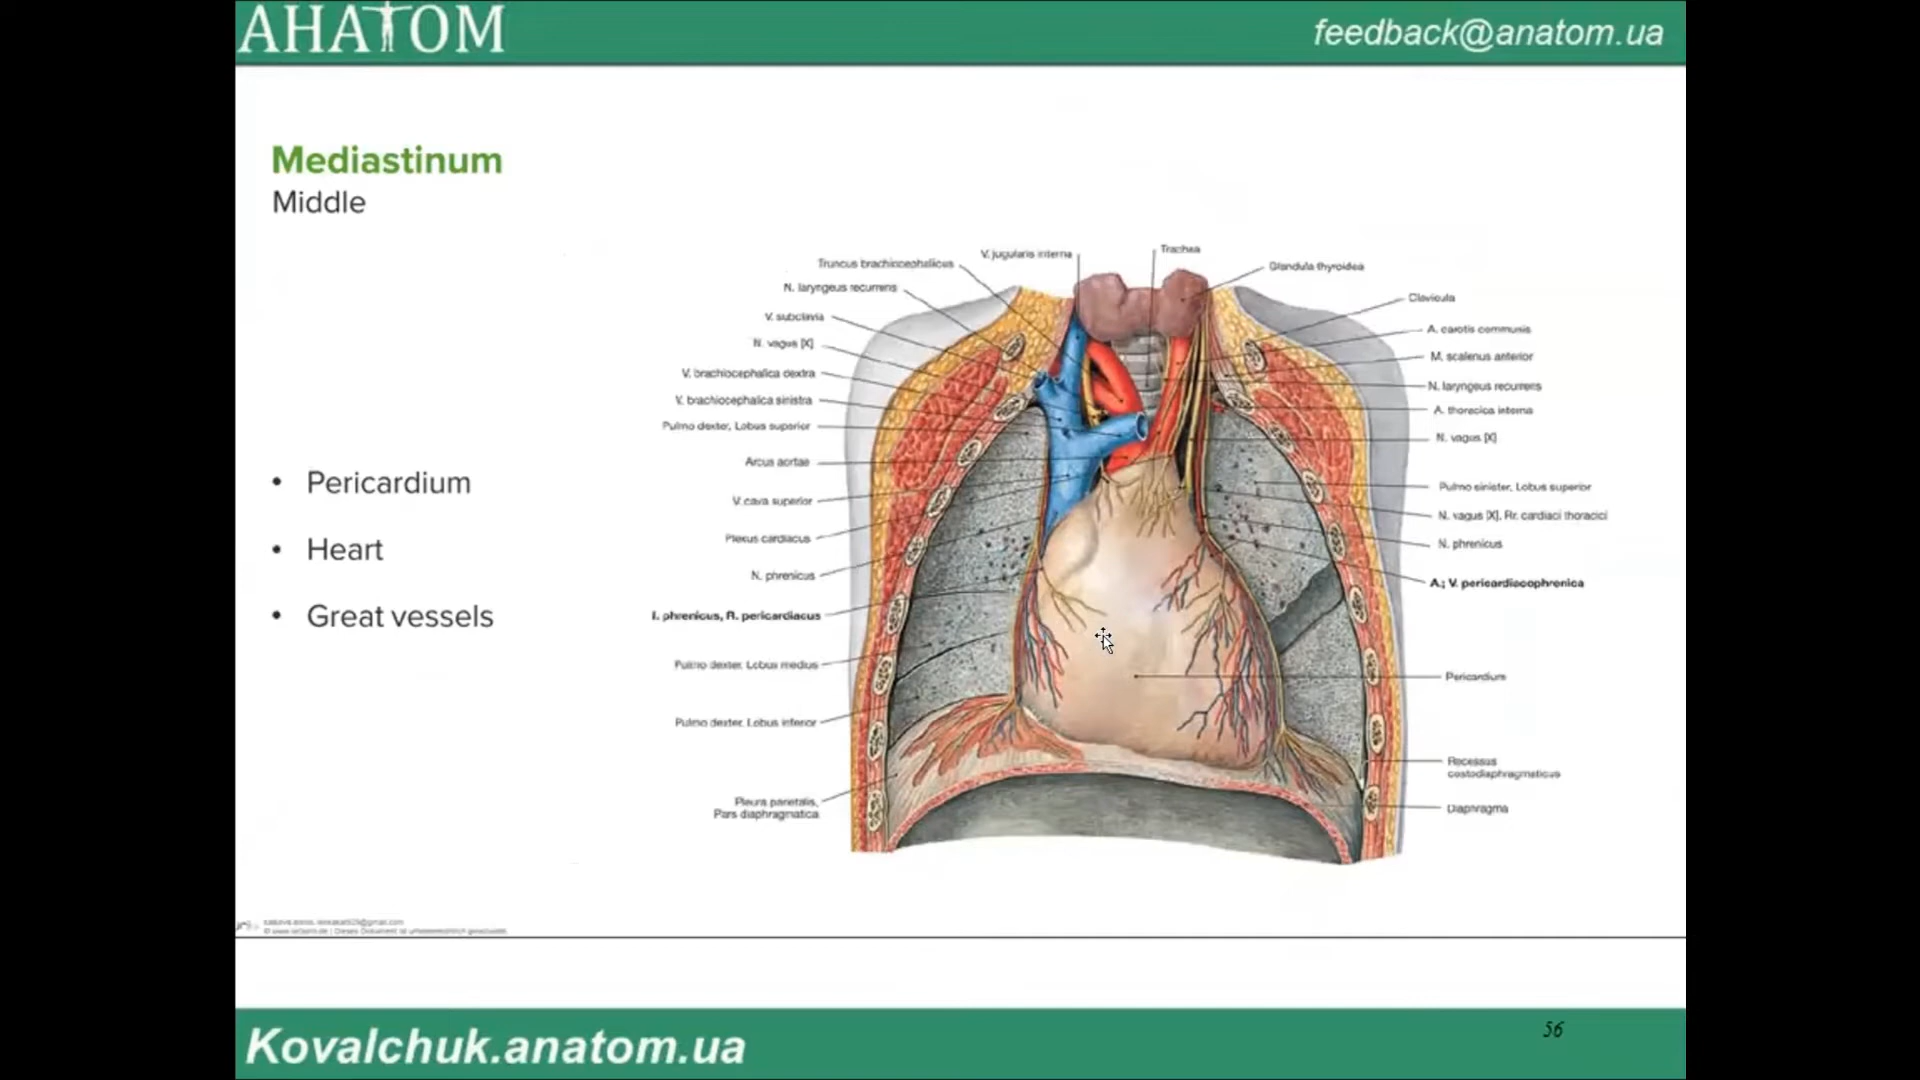 АНАТОМ
feedback@anatom.ua
Mediastinum
Middle
• Pericardium
• Heart
• Great vessels
Truncus brachiocephalicus
N. laryngeus recurrens
V. subclavia
N. vagus [X]
V. brachiocephalica dextra
V. brachiocephalica sinistra
Pulmo dexter, Lobus superior
Arcus aortae
V. cava superior
Plexus cardiacus
N. phrenicus
I. phrenicus, R. pericardiacus
Pulmo dexter, Lobus medius
Pulmo dexter, Lobus inferior
Pleura parietalis,
Pars diaphragmatica
V. jugularis interna
Trachea
Glandula thyroidea
Clavicula
A. carotis communis
M. scalenus anterior
N. laryngeus recurrens
A. thoracica interna
N. vagus [X]
Pulmo sinister, Lobus superior
N. vagus [X], Rr. cardiaci thoracici
N. phrenicus
A.; V. pericardiacophrenica
Pericardium
Recessus
costodiaphragmaticus
Diaphragma
Kovalchuk.anatom.ua
56